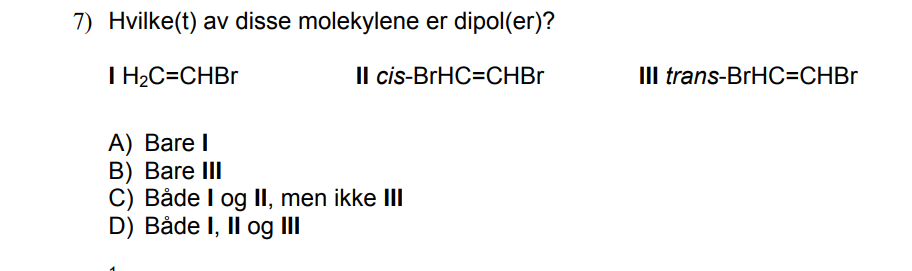 7) Hvilke(t) av disse molekylene er dipol(er)?
I H₂C=CHBr II cis-BrHC=CHBr III trans-BrHC=CHBr
A) Bare I
B) Bare III
C) Både I og II, men ikke III
D) Både I, II og III